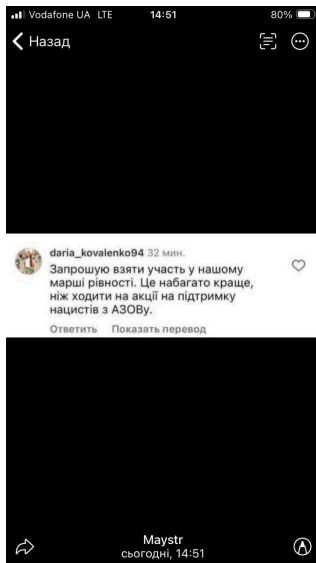 Vodafone UA LTE 14:51 80%
Назад
daria_kovalenko94 32 мин.
Запрошую взяти участь у нашому
марші рівності. Це набагато краще,
ніж ходити на акції на підтримку
нацистів з АЗОВу.
Ответить Показать перевод
Maystr
сьогодні, 14:51